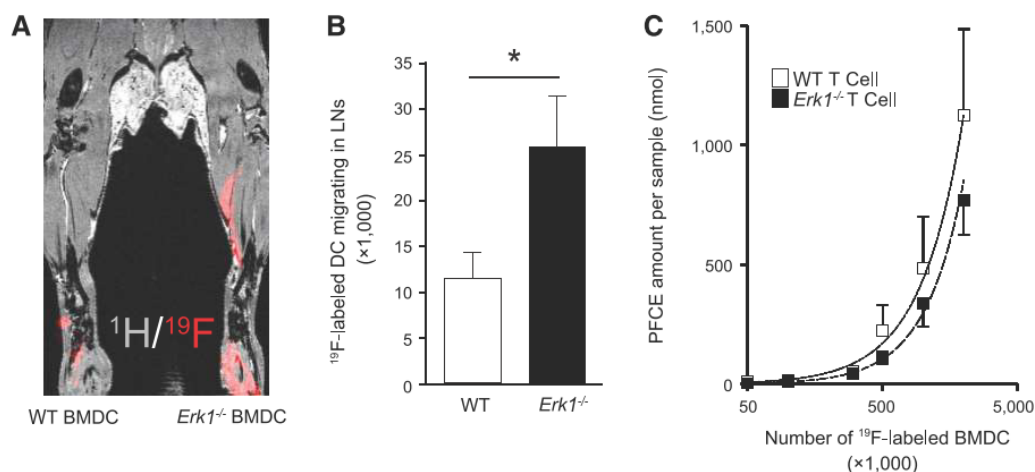 A
¹H/¹⁹F
WT BMDC
Erk1⁻/⁻ BMDC
B
¹⁹F-labeled DC migrating in LNs
(×1,000)
35
30
25
20
15
10
5
0
*
WT
Erk1⁻/⁻
C
PFCE amount per sample (nmol)
1,500
1,000
500
0
WT T Cell
Erk1⁻/⁻ T Cell
50
500
5,000
Number of ¹⁹F-labeled BMDC
(×1,000)